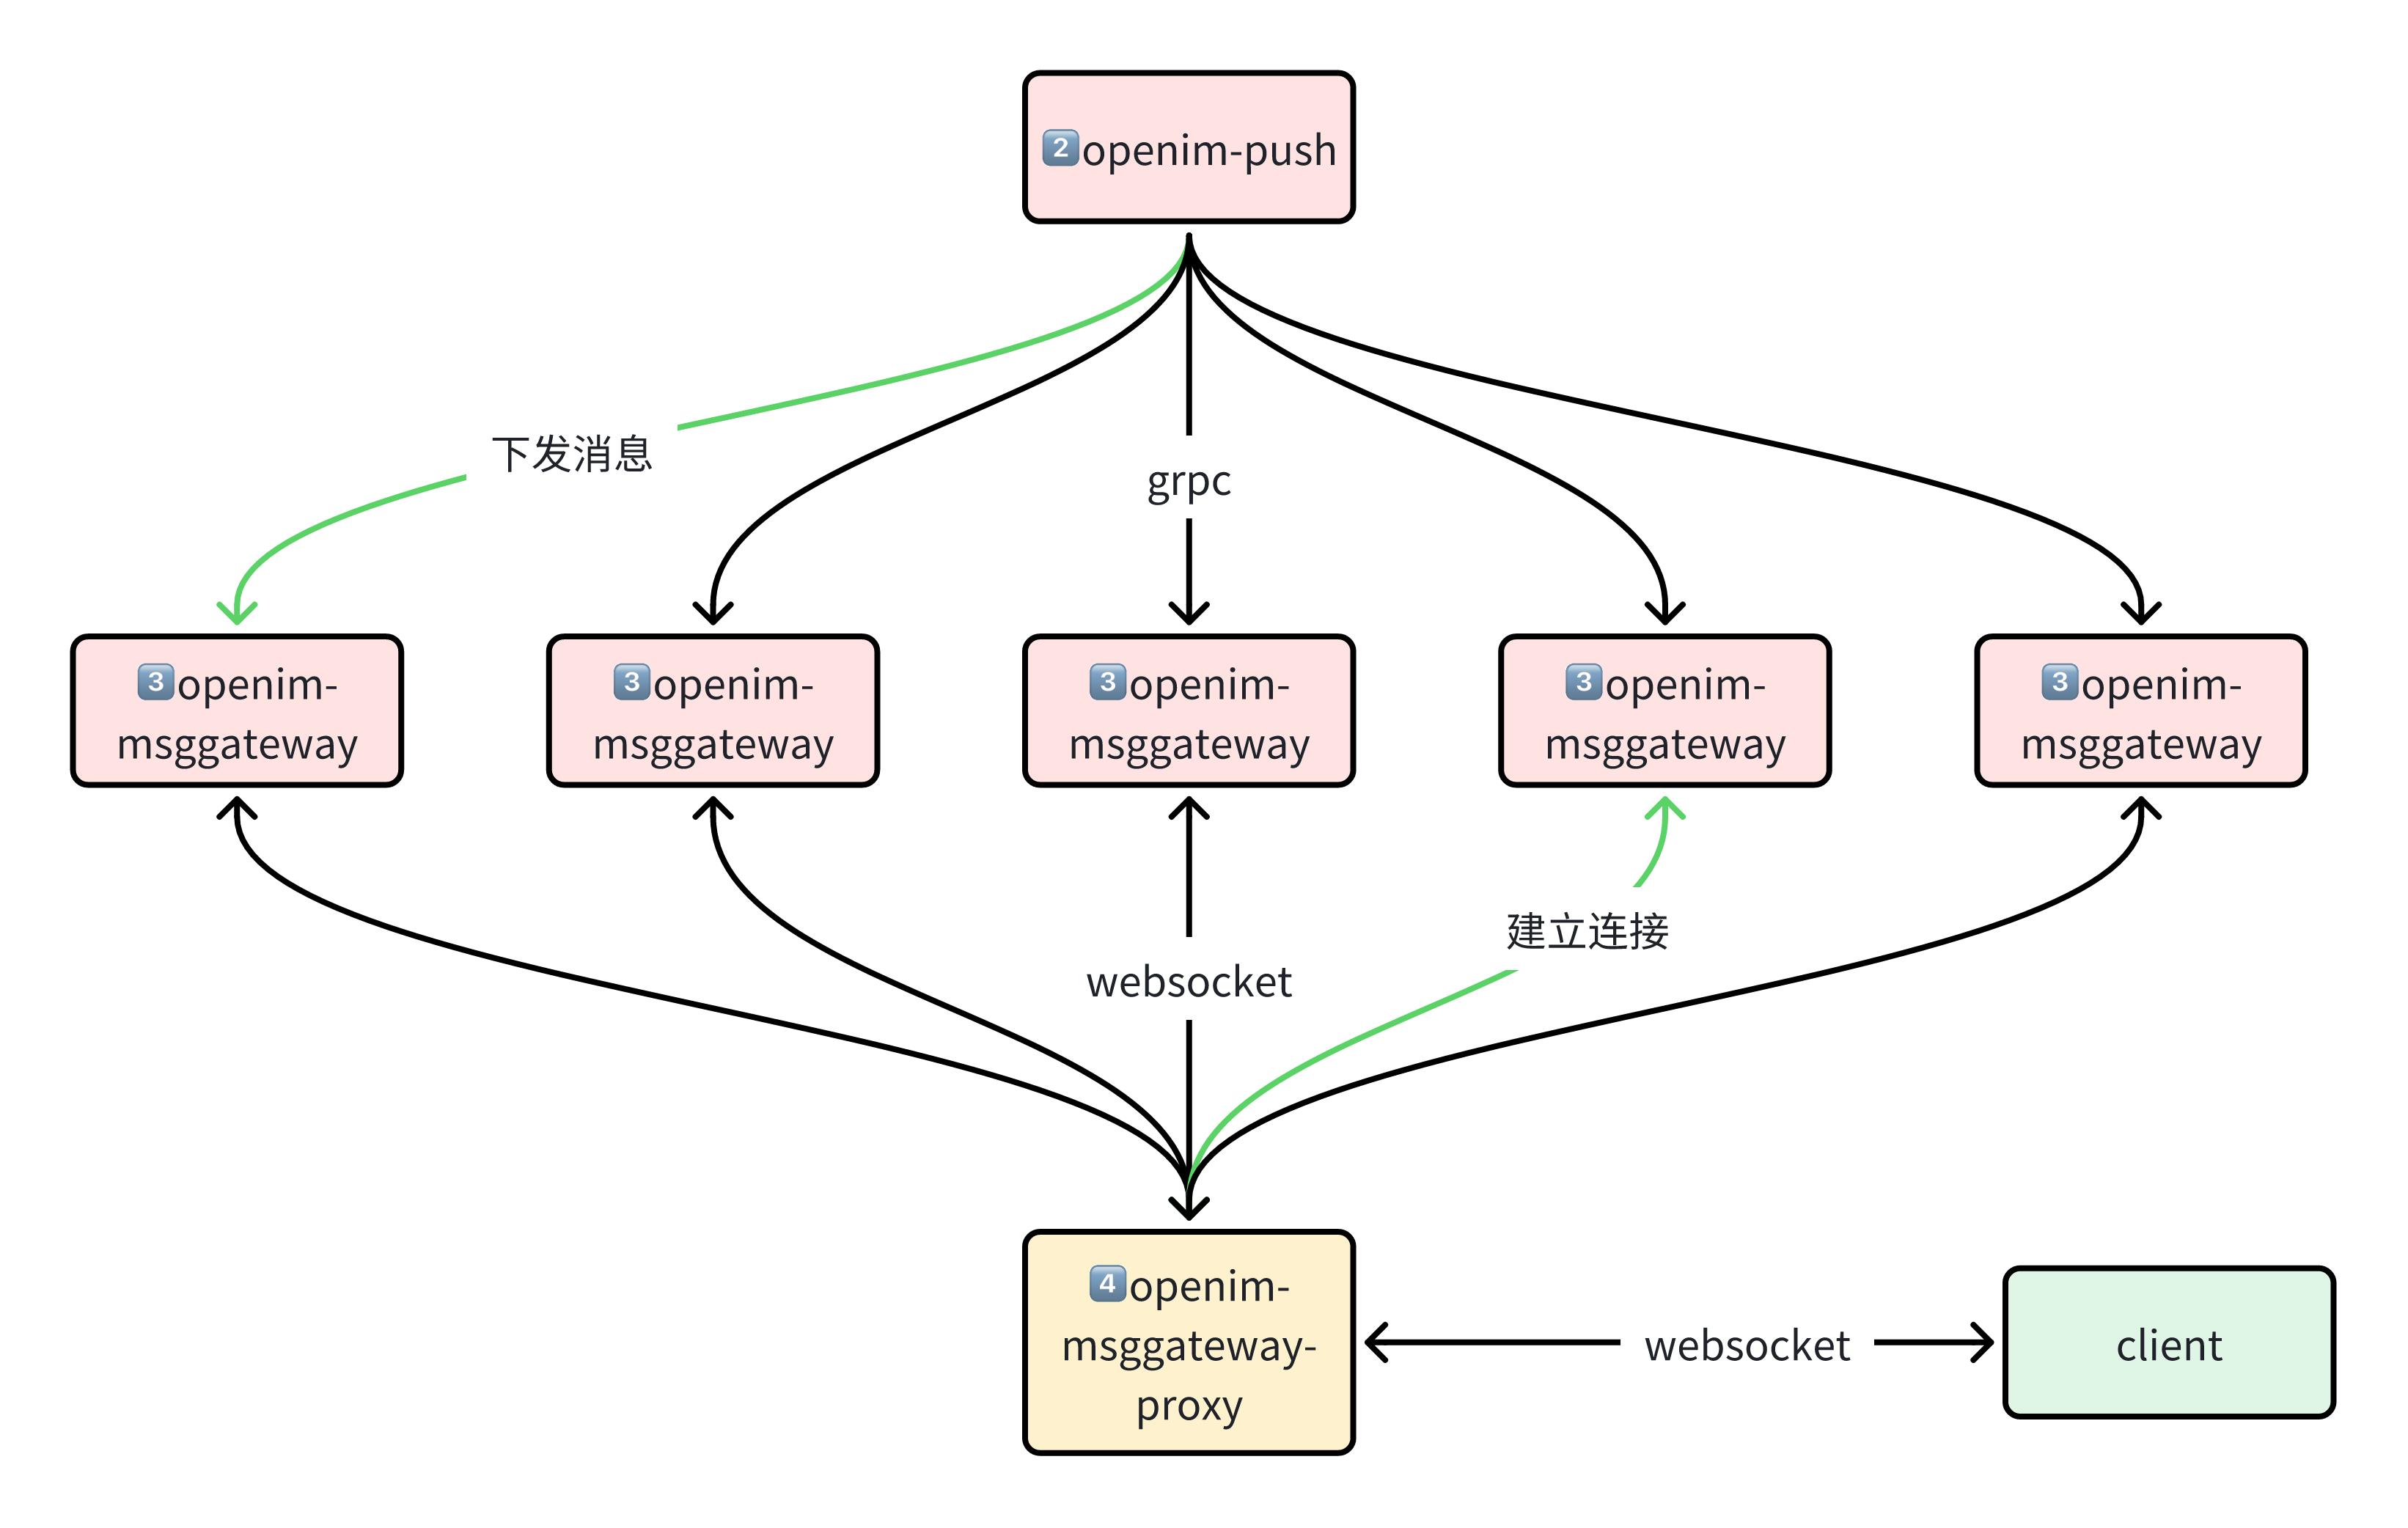 2️⃣openim-push
下发消息
grpc
3️⃣openim-
msggateway
3️⃣openim-
msggateway
3️⃣openim-
msggateway
3️⃣openim-
msggateway
3️⃣openim-
msggateway
建立连接
websocket
4️⃣openim-
msggateway-
proxy
websocket
client